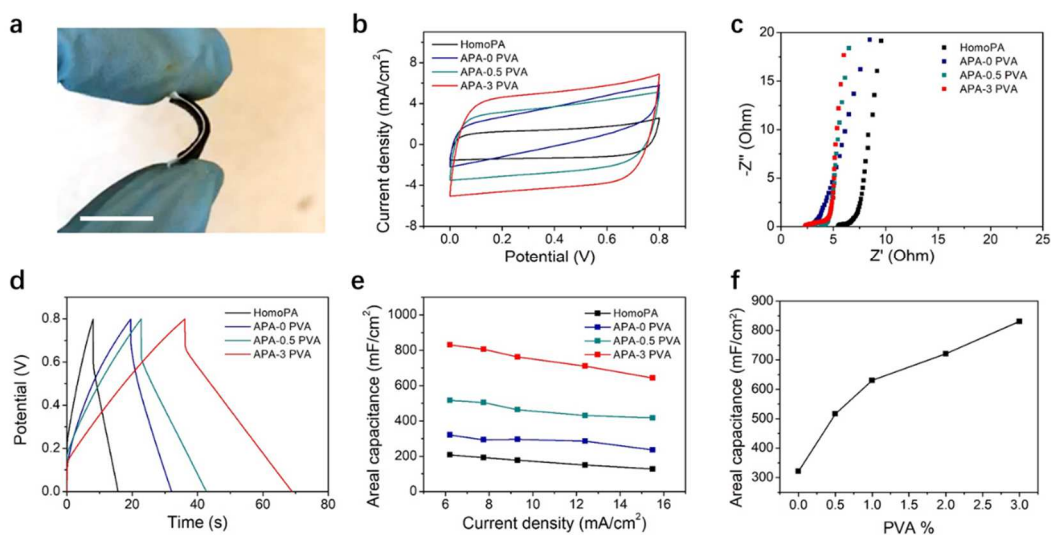 a
b
HomoPA
APA-0 PVA
APA-0.5 PVA
APA-3 PVA
Current density (mA/cm²)
8
4
0
-4
-8
0.0 0.2 0.4 0.6 0.8
Potential (V)
c
HomoPA
APA-0 PVA
APA-0.5 PVA
APA-3 PVA
-Z'' (Ohm)
20
15
10
5
0
0 5 10 15 20 25
Z' (Ohm)
d
HomoPA
APA-0 PVA
APA-0.5 PVA
APA-3 PVA
Potential (V)
0.8
0.6
0.4
0.2
0.0
0 20 40 60 80
Time (s)
e
HomoPA
APA-0 PVA
APA-0.5 PVA
APA-3 PVA
Areal capacitance (mF/cm²)
1000
800
600
400
200
0
6 8 10 12 14 16
Current density (mA/cm²)
f
Areal capacitance (mF/cm²)
900
800
700
600
500
400
300
0.0 0.5 1.0 1.5 2.0 2.5 3.0
PVA %